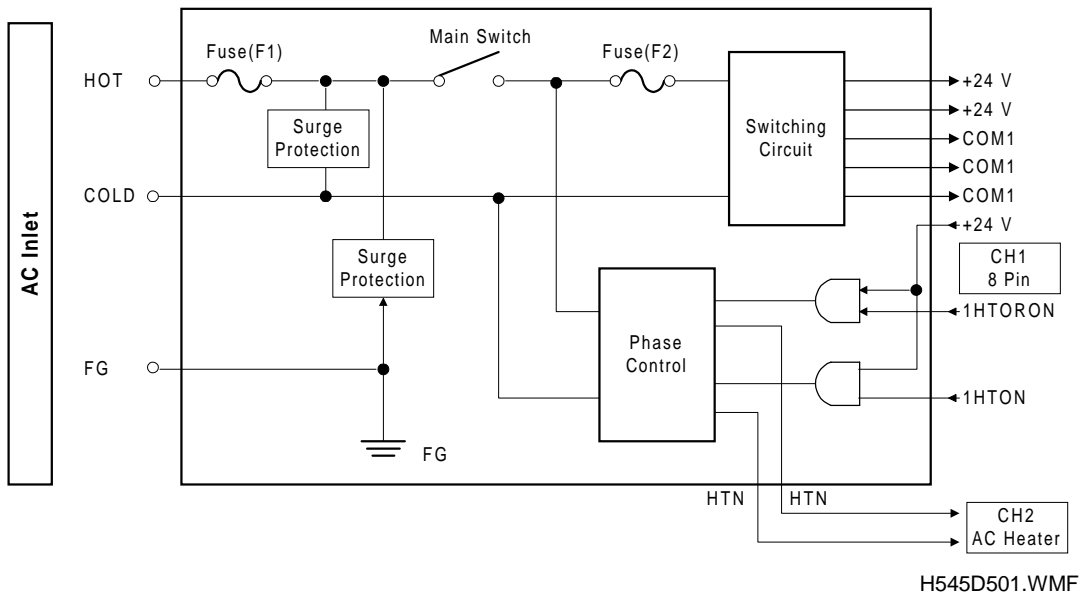 AC Inlet
HOT
COLD
FG
Fuse(F1)
Main Switch
Fuse(F2)
Surge
Protection
Surge
Protection
FG
Switching
Circuit
Phase
Control
+24 V
+24 V
COM1
COM1
COM1
+24 V
CH1
8 Pin
1HTORON
1HTON
HTN
HTN
CH2
AC Heater
H545D501.WMF